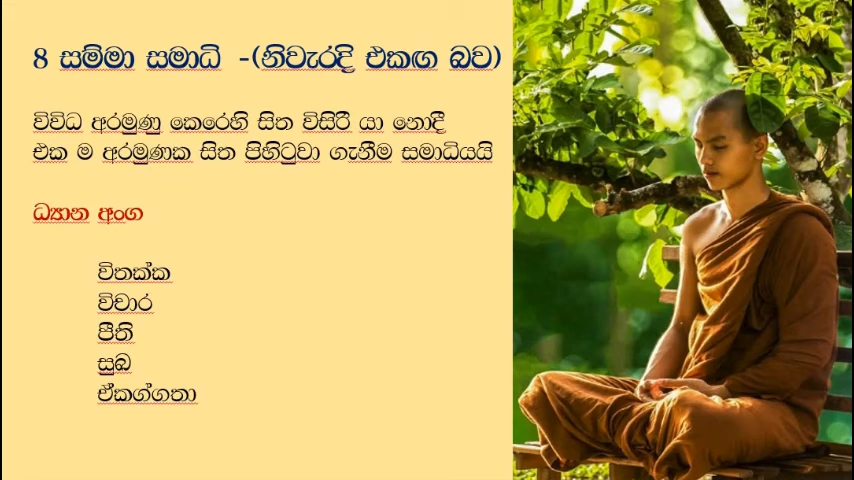 8 සම්මා සමාධි -(නිවැරදි එකඟ බව)
විවිධ අරමුණු කෙරෙහි සිත විසිරී යා නොදී
එක ම අරමුණක සිත පිහිටුවා ගැනීම සමාධියයි
ධ්‍යාන අංග
විතක්ක
විචාර
පීති
සුඛ
ඒකග්ගතා